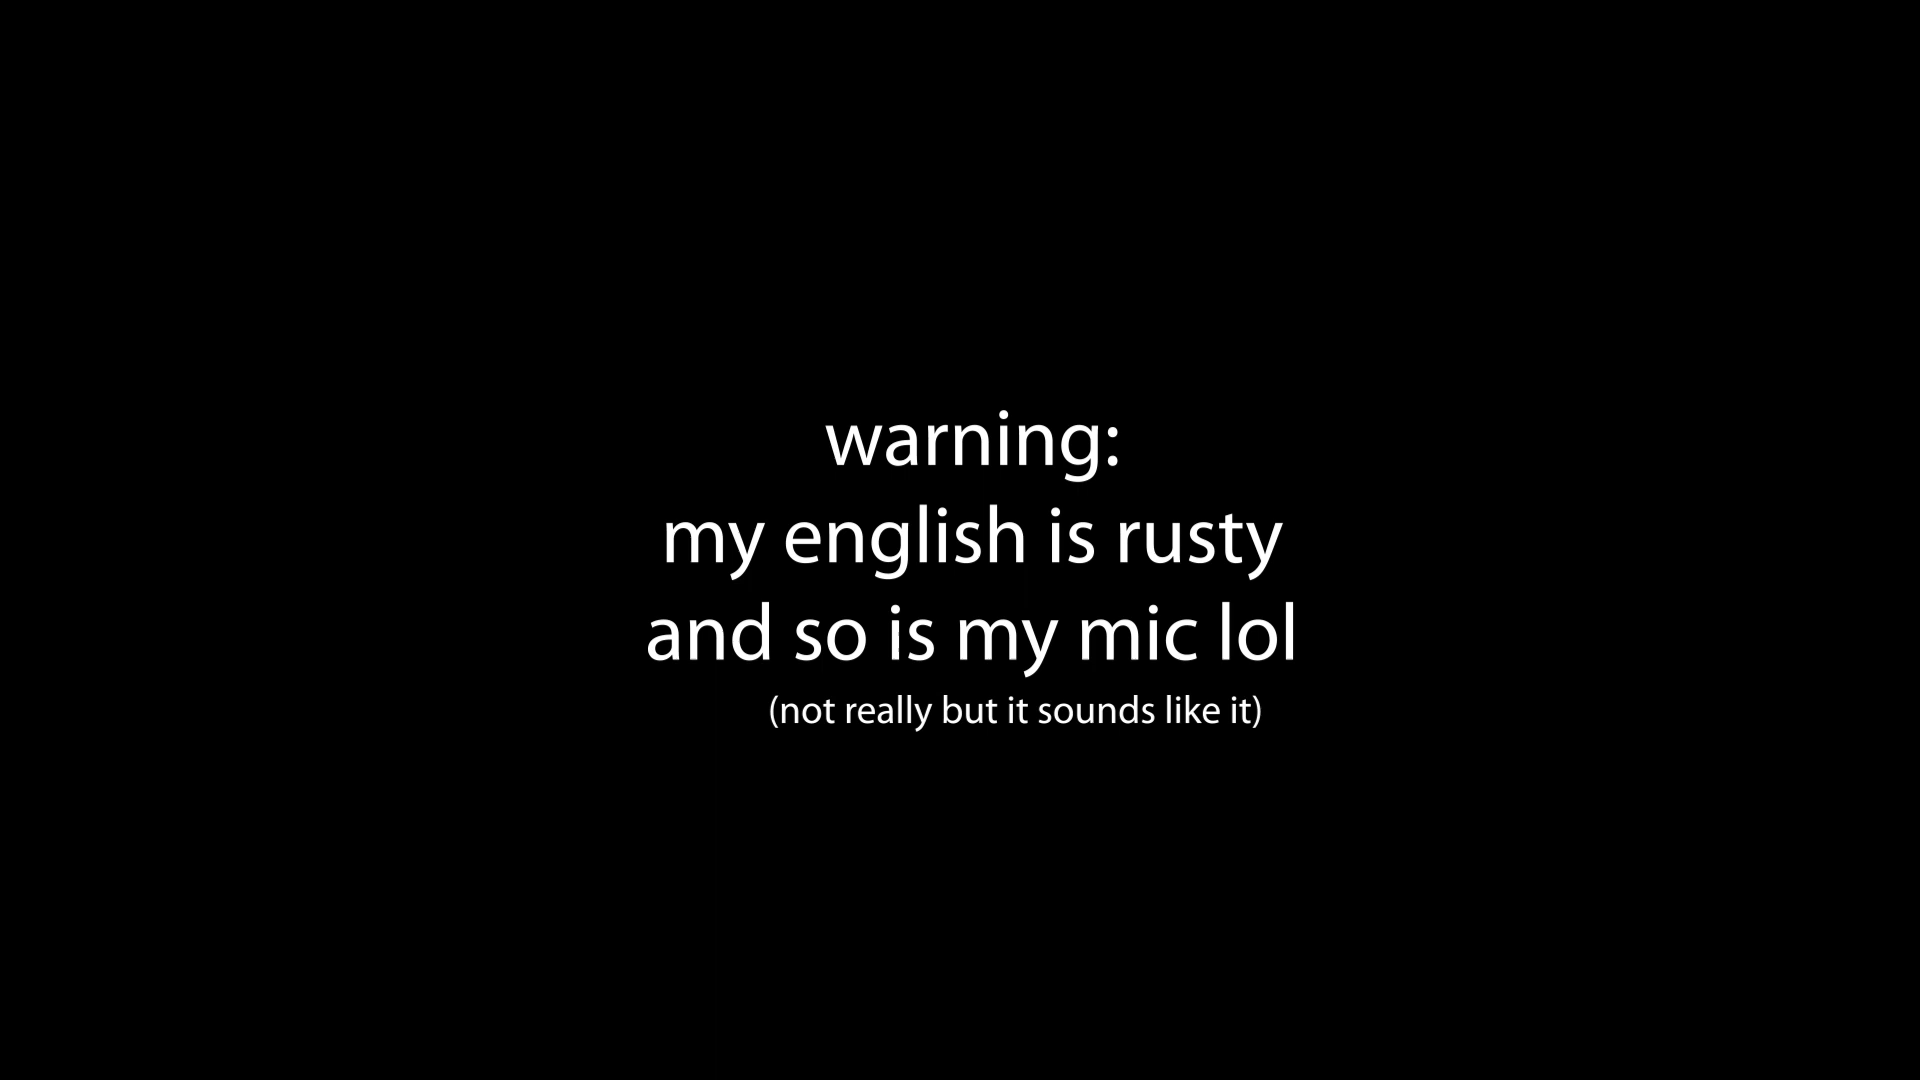 warning:
my english is rusty
and so is my mic lol
(not really but it sounds like it)